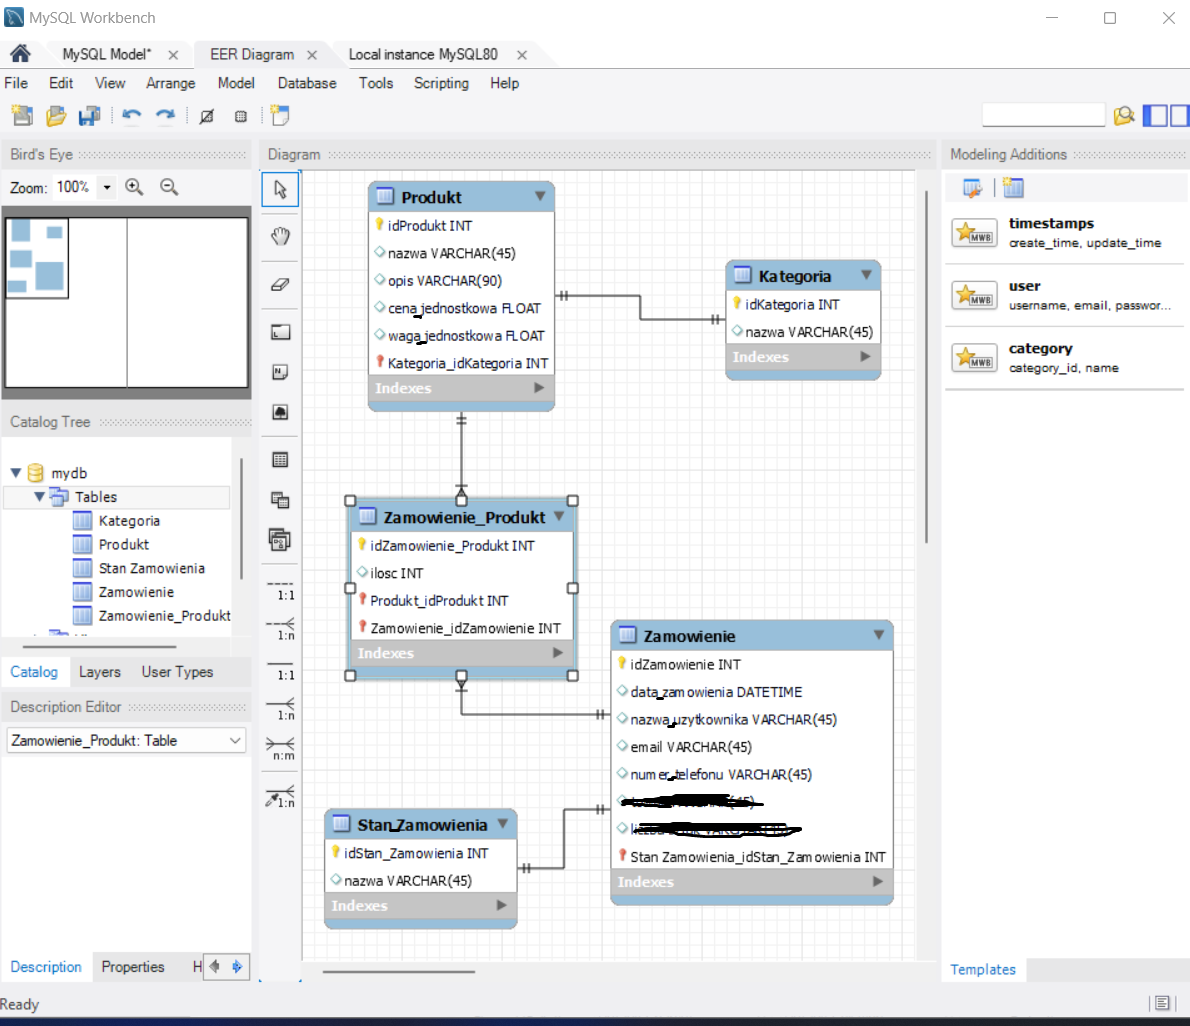 MySQL Workbench
MySQL Model*
EER Diagram
Local instance MySQL80
File Edit View Arrange Model Database Tools Scripting Help
Bird's Eye
Zoom: 100%
Catalog Tree
mydb
Tables
Kategoria
Produkt
Stan Zamowienia
Zamowienie
Zamowienie_Produkt
Catalog Layers User Types
Description Editor
Zamowienie_Produkt: Table
Description Properties H
Ready
Diagram
1:1
1:n
1:1
1:n
n:m
1:n
Produkt
idProdukt INT
nazwa VARCHAR(45)
opis VARCHAR(90)
cena_jednostkowa FLOAT
waga_jednostkowa FLOAT
Kategoria_idKategoria INT
Indexes
Kategoria
idKategoria INT
nazwa VARCHAR(45)
Indexes
Zamowienie_Produkt
idZamowienie_Produkt INT
ilosc INT
Produkt_idProdukt INT
Zamowienie_idZamowienie INT
Indexes
Zamowienie
idZamowienie INT
data_zamowienia DATETIME
nazwa_uzytkownika VARCHAR(45)
email VARCHAR(45)
numer_telefonu VARCHAR(45)
Stan Zamowienia_idStan_Zamowienia INT
Indexes
Stan_Zamowienia
idStan_Zamowienia INT
nazwa VARCHAR(45)
Indexes
Modeling Additions
MWB
timestamps
create_time, update_time
MWB
user
username, email, passwor...
MWB
category
category_id, name
Templates